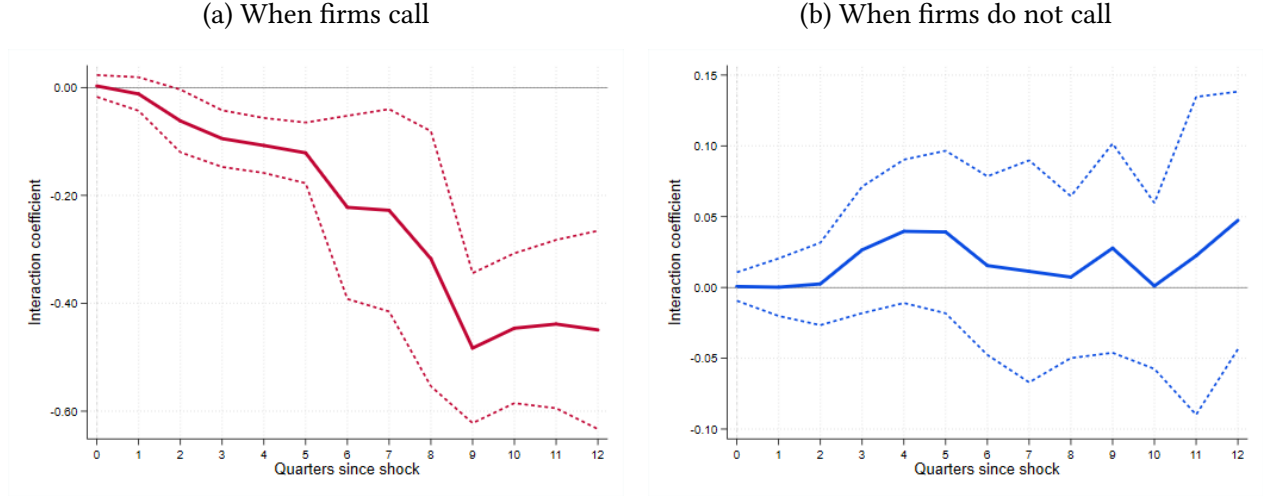 (a) When firms call
0.00
-0.20
-0.40
-0.60
Interaction coefficient
0 1 2 3 4 5 6 7 8 9 10 11 12
Quarters since shock
(b) When firms do not call
0.15
0.10
0.05
0.00
-0.05
-0.10
Interaction coefficient
0 1 2 3 4 5 6 7 8 9 10 11 12
Quarters since shock